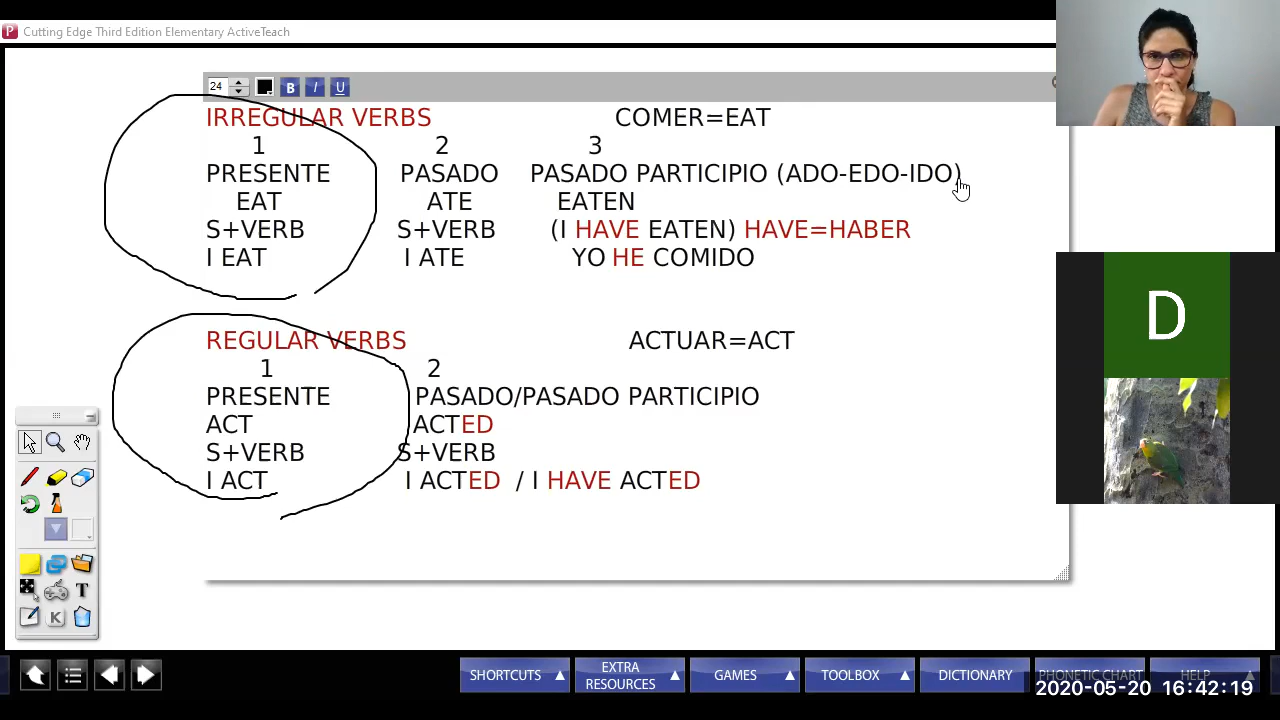 Cutting Edge Third Edition Elementary ActiveTeach
24 B I U
IRREGULAR VERBS COMER=EAT
1 2 3
PRESENTE PASADO PASADO PARTICIPIO (ADO-EDO-IDO)
EAT ATE EATEN
S+VERB S+VERB (I HAVE EATEN) HAVE=HABER
I EAT I ATE YO HE COMIDO
D
REGULAR VERBS ACTUAR=ACT
1 2
PRESENTE PASADO/PASADO PARTICIPIO
ACT ACTED
S+VERB S+VERB
I ACT I ACTED / I HAVE ACTED
T
K
SHORTCUTS EXTRA RESOURCES GAMES TOOLBOX DICTIONARY PHONETIC CHART HELP
2020-05-20 16:42:19